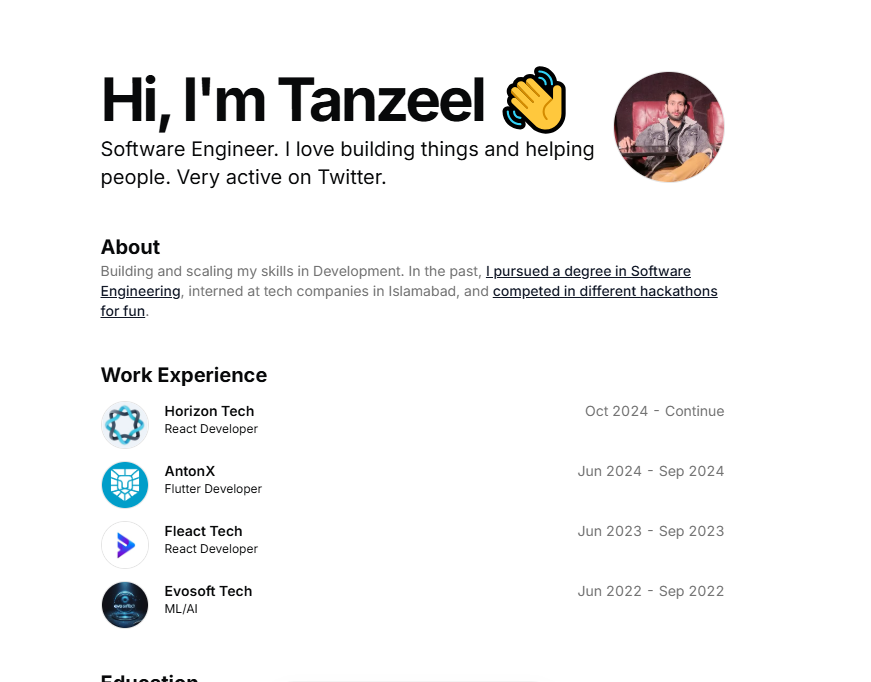 Hi, I'm Tanzeel 👋
Software Engineer. I love building things and helping
people. Very active on Twitter.
About
Building and scaling my skills in Development. In the past, I pursued a degree in Software
Engineering, interned at tech companies in Islamabad, and competed in different hackathons
for fun.
Work Experience
Horizon Tech
Oct 2024 - Continue
React Developer
AntonX
Jun 2024 - Sep 2024
Flutter Developer
Fleact Tech
Jun 2023 - Sep 2023
React Developer
Evosoft Tech
Jun 2022 - Sep 2022
ML/AI
Education